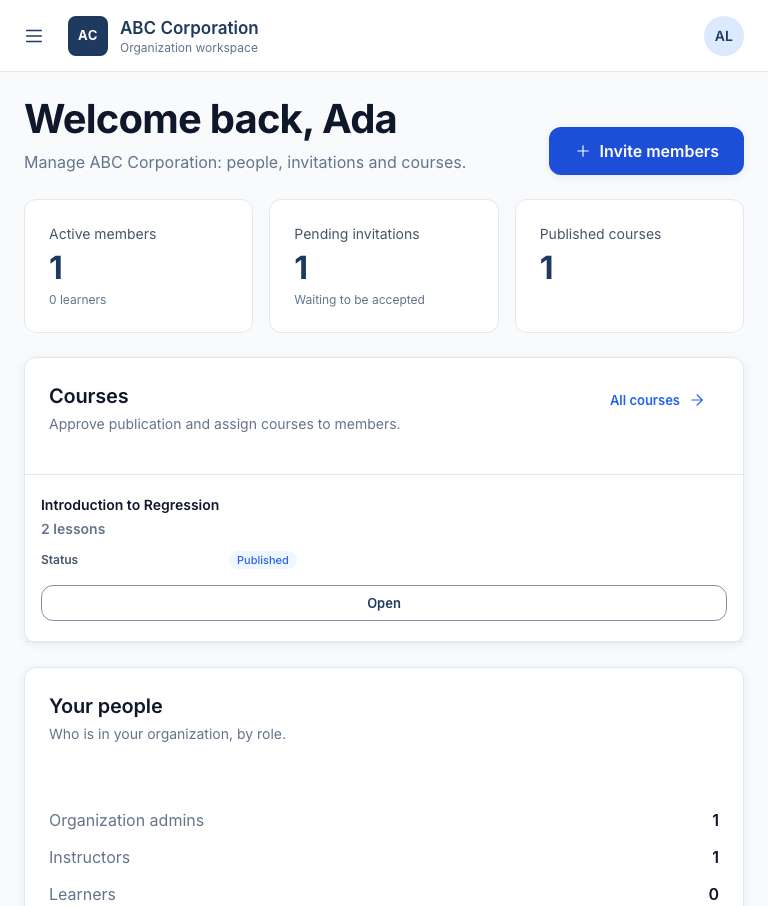 AC
ABC Corporation
Organization workspace
AL
Welcome back, Ada
Manage ABC Corporation: people, invitations and courses.
Invite members
Active members
1
0 learners
Pending invitations
1
Waiting to be accepted
Published courses
1
Courses
Approve publication and assign courses to members.
All courses
Introduction to Regression
2 lessons
Status Published
Open
Your people
Who is in your organization, by role.
Organization admins 1
Instructors 1
Learners 0